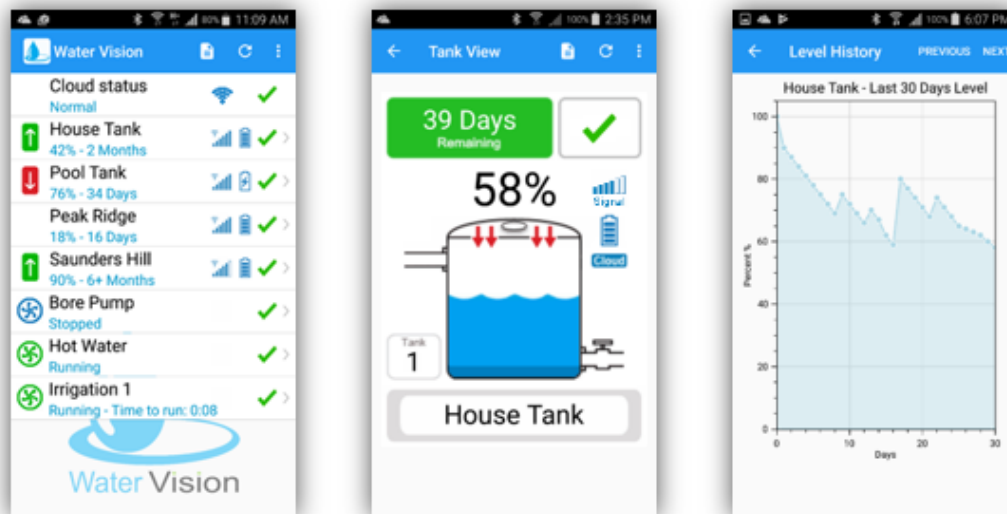 80% 11:09 AM
Water Vision
Cloud status
Normal
House Tank
42% - 2 Months
Pool Tank
76% - 34 Days
Peak Ridge
18% - 16 Days
Saunders Hill
90% - 6+ Months
Bore Pump
Stopped
Hot Water
Running
Irrigation 1
Running - Time to run: 0:08
Water Vision
100% 2:35 PM
Tank View
39 Days
Remaining
58%
Signal
Cloud
Tank
1
House Tank
100% 6:07 PM
Level History PREVIOUS NEXT
House Tank - Last 30 Days Level
100
80
60
40
20
0
Percent %
0 10 20 30
Days